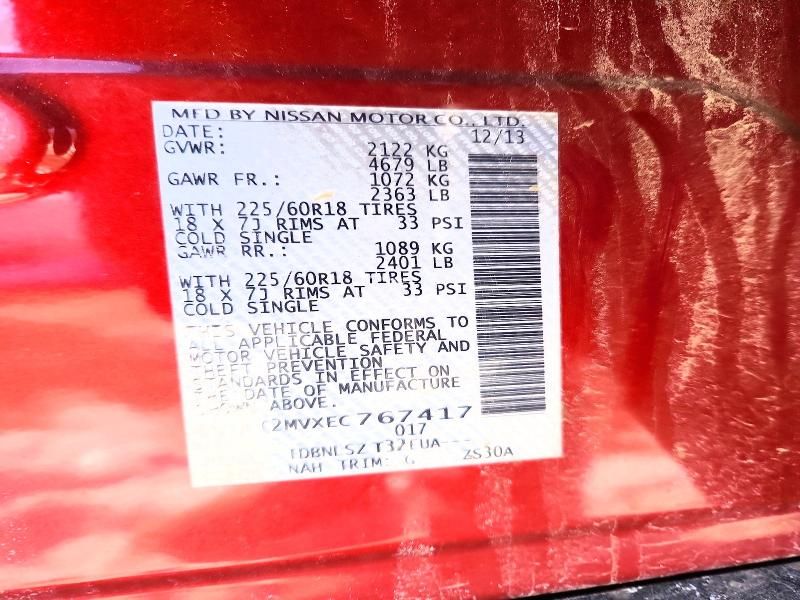 MFD BY NISSAN MOTOR CO., LTD.
DATE: 12/13
GVWR: 2122 KG
4679 LB
GAWR FR.: 1072 KG
2363 LB
WITH 225/60R18 TIRES
18 X 7J RIMS AT 33 PSI
COLD SINGLE
GAWR RR.: 1089 KG
2401 LB
WITH 225/60R18 TIRES
18 X 7J RIMS AT 33 PSI
COLD SINGLE
THIS VEHICLE CONFORMS TO
ALL APPLICABLE FEDERAL
MOTOR VEHICLE SAFETY AND
THEFT PREVENTION
STANDARDS IN EFFECT ON
THE DATE OF MANUFACTURE
ABOVE.
2MVXEC767417
017
ZS30A
NAH TRIM: G